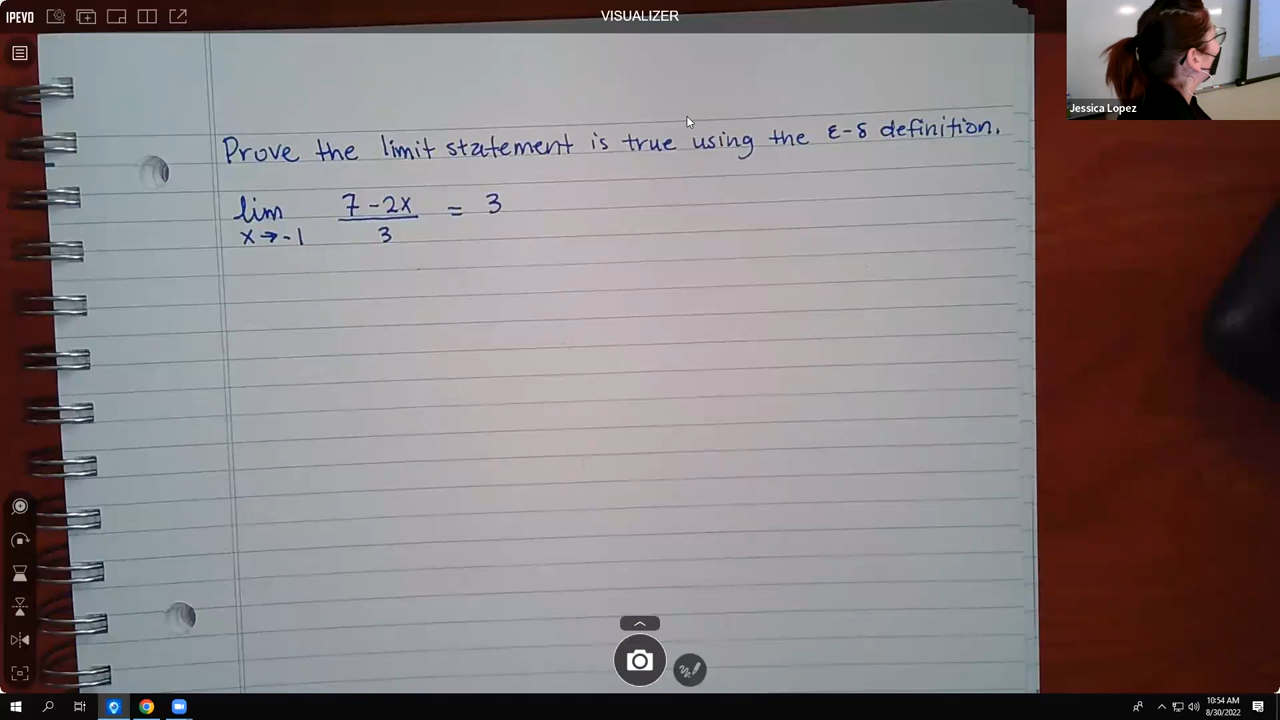 IPEVO
VISUALIZER
Jessica Lopez
Prove the limit statement is true using the ε-δ definition.
lim 7-2x = 3
x→-1 3
10:54 AM
8/30/2022